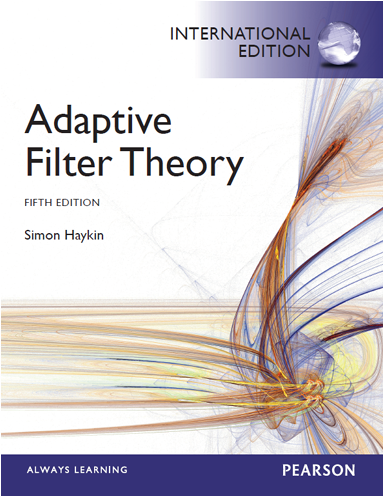 INTERNATIONAL
EDITION
Adaptive
Filter Theory
FIFTH EDITION
Simon Haykin
ALWAYS LEARNING
PEARSON